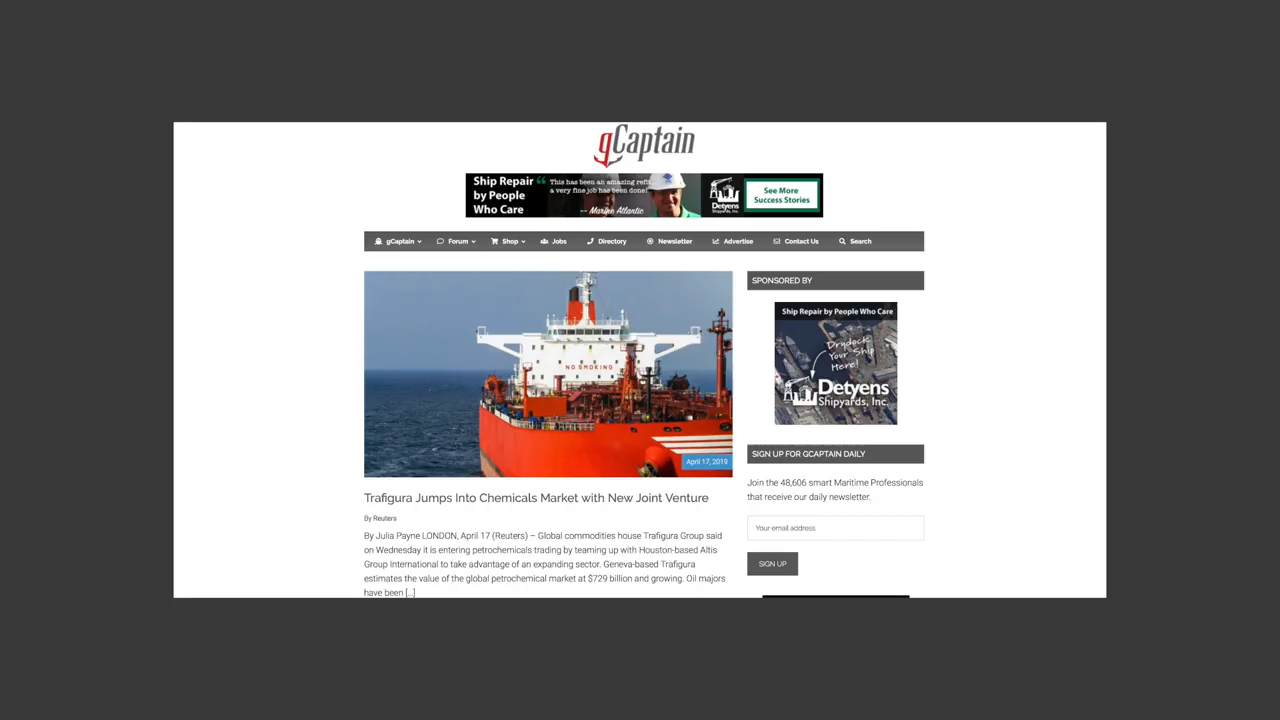 gCaptain
Ship Repair
by People
Who Care
“ This has been an amazing refit...
a very fine job has been done!
-- Marine Atlantic
Detyens
Shipyards, Inc.
See More
Success Stories
gCaptain Forum Shop Jobs Directory Newsletter Advertise Contact Us Search
NO SMOKING
April 17, 2019
Trafigura Jumps Into Chemicals Market with New Joint Venture
By Reuters
By Julia Payne LONDON, April 17 (Reuters) – Global commodities house Trafigura Group said
on Wednesday it is entering petrochemicals trading by teaming up with Houston-based Altis
Group International to take advantage of an expanding sector. Geneva-based Trafigura
estimates the value of the global petrochemical market at $729 billion and growing. Oil majors
have been [...]
SPONSORED BY
Ship Repair by People Who Care
Drydock
Your Ship
Here!
Detyens
Shipyards, Inc.
SIGN UP FOR GCAPTAIN DAILY
Join the 48,606 smart Maritime Professionals
that receive our daily newsletter.
Your email address
SIGN UP